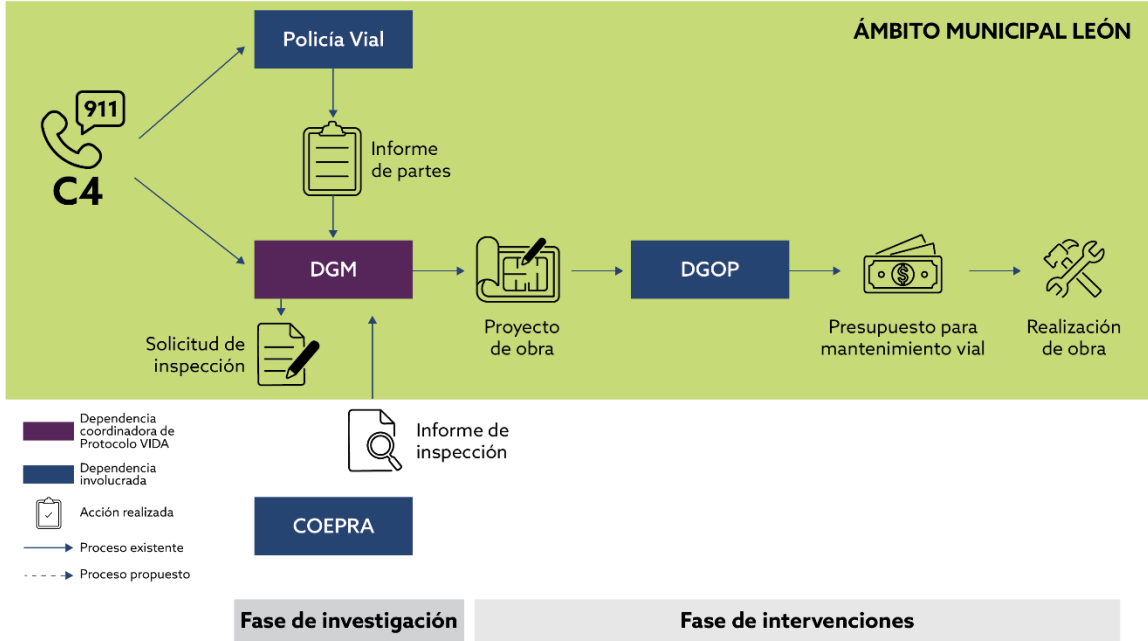 ÁMBITO MUNICIPAL LEÓN
Policía Vial
911
C4
Informe
de partes
DGM
DGOP
$
Solicitud de
inspección
Proyecto
de obra
Presupuesto para
mantenimiento vial
Realización
de obra
Dependencia
coordinadora de
Protocolo VIDA
Dependencia
involucrada
Acción realizada
Proceso existente
Proceso propuesto
Informe de
inspección
COEPRA
Fase de investigación
Fase de intervenciones